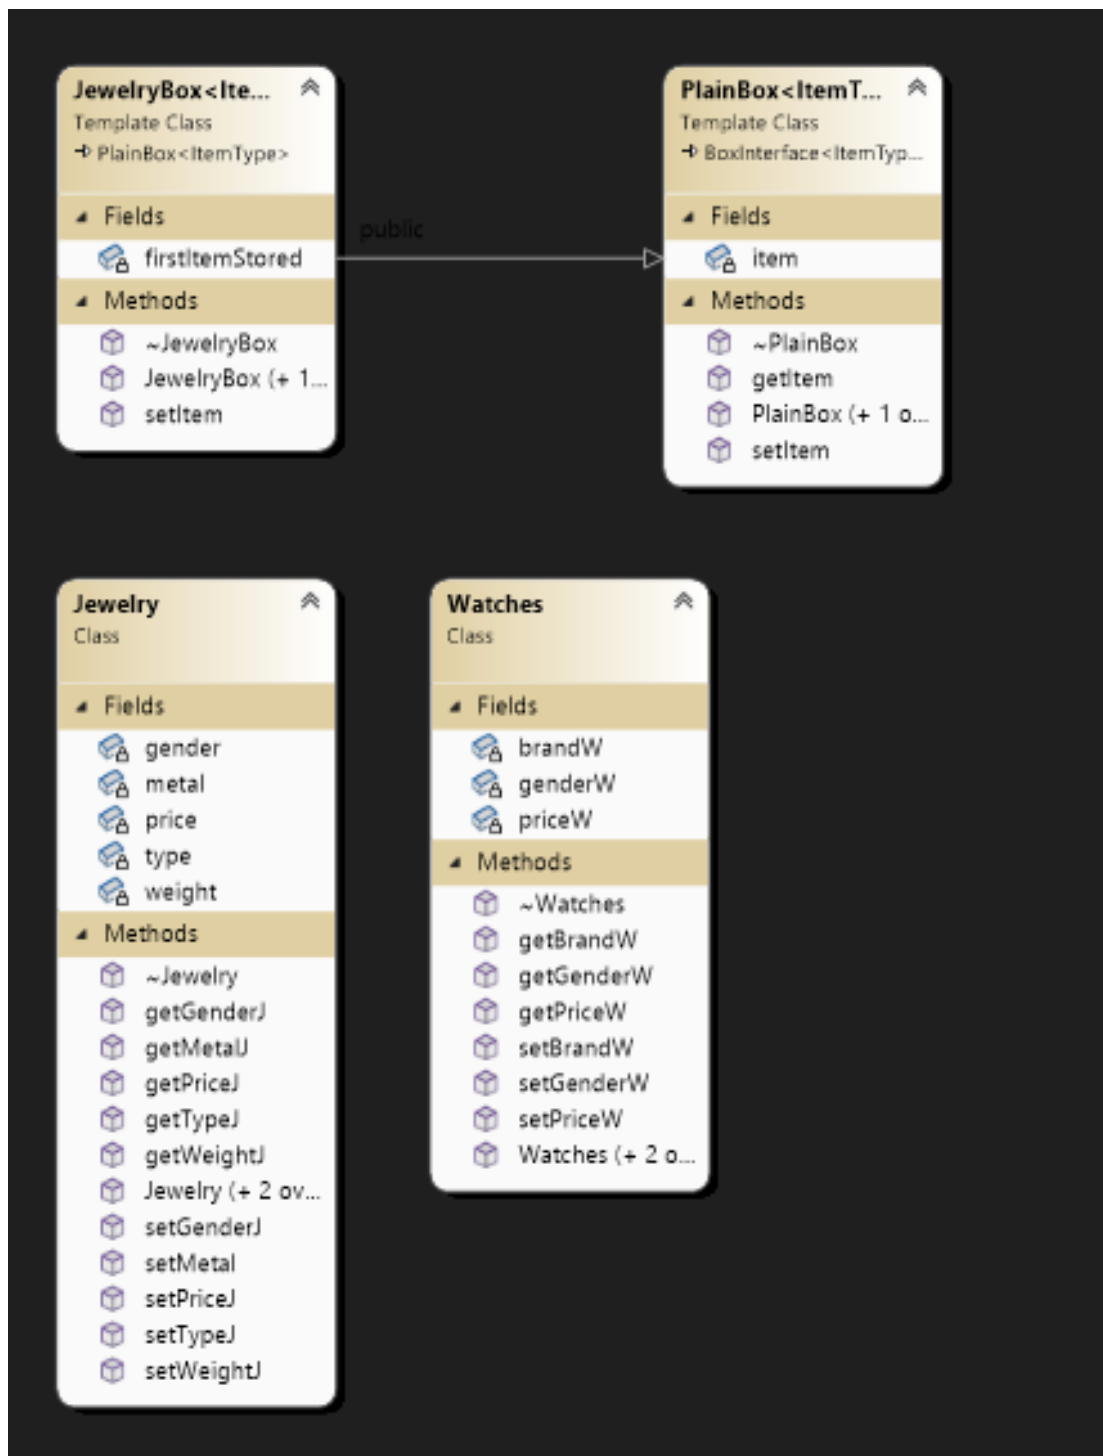 JewelryBox<Ite...
Template Class
PlainBox<ItemType>
Fields
firstItemStored
Methods
~JewelryBox
JewelryBox (+ 1...
setItem
public
PlainBox<ItemT...
Template Class
BoxInterface<ItemTyp...
Fields
item
Methods
~PlainBox
getItem
PlainBox (+ 1 o...
setItem
Jewelry
Class
Fields
gender
metal
price
type
weight
Methods
~Jewelry
getGenderJ
getMetalJ
getPriceJ
getTypeJ
getWeightJ
Jewelry (+ 2 ov...
setGenderJ
setMetal
setPriceJ
setTypeJ
setWeightJ
Watches
Class
Fields
brandW
genderW
priceW
Methods
~Watches
getBrandW
getGenderW
getPriceW
setBrandW
setGenderW
setPriceW
Watches (+ 2 o...